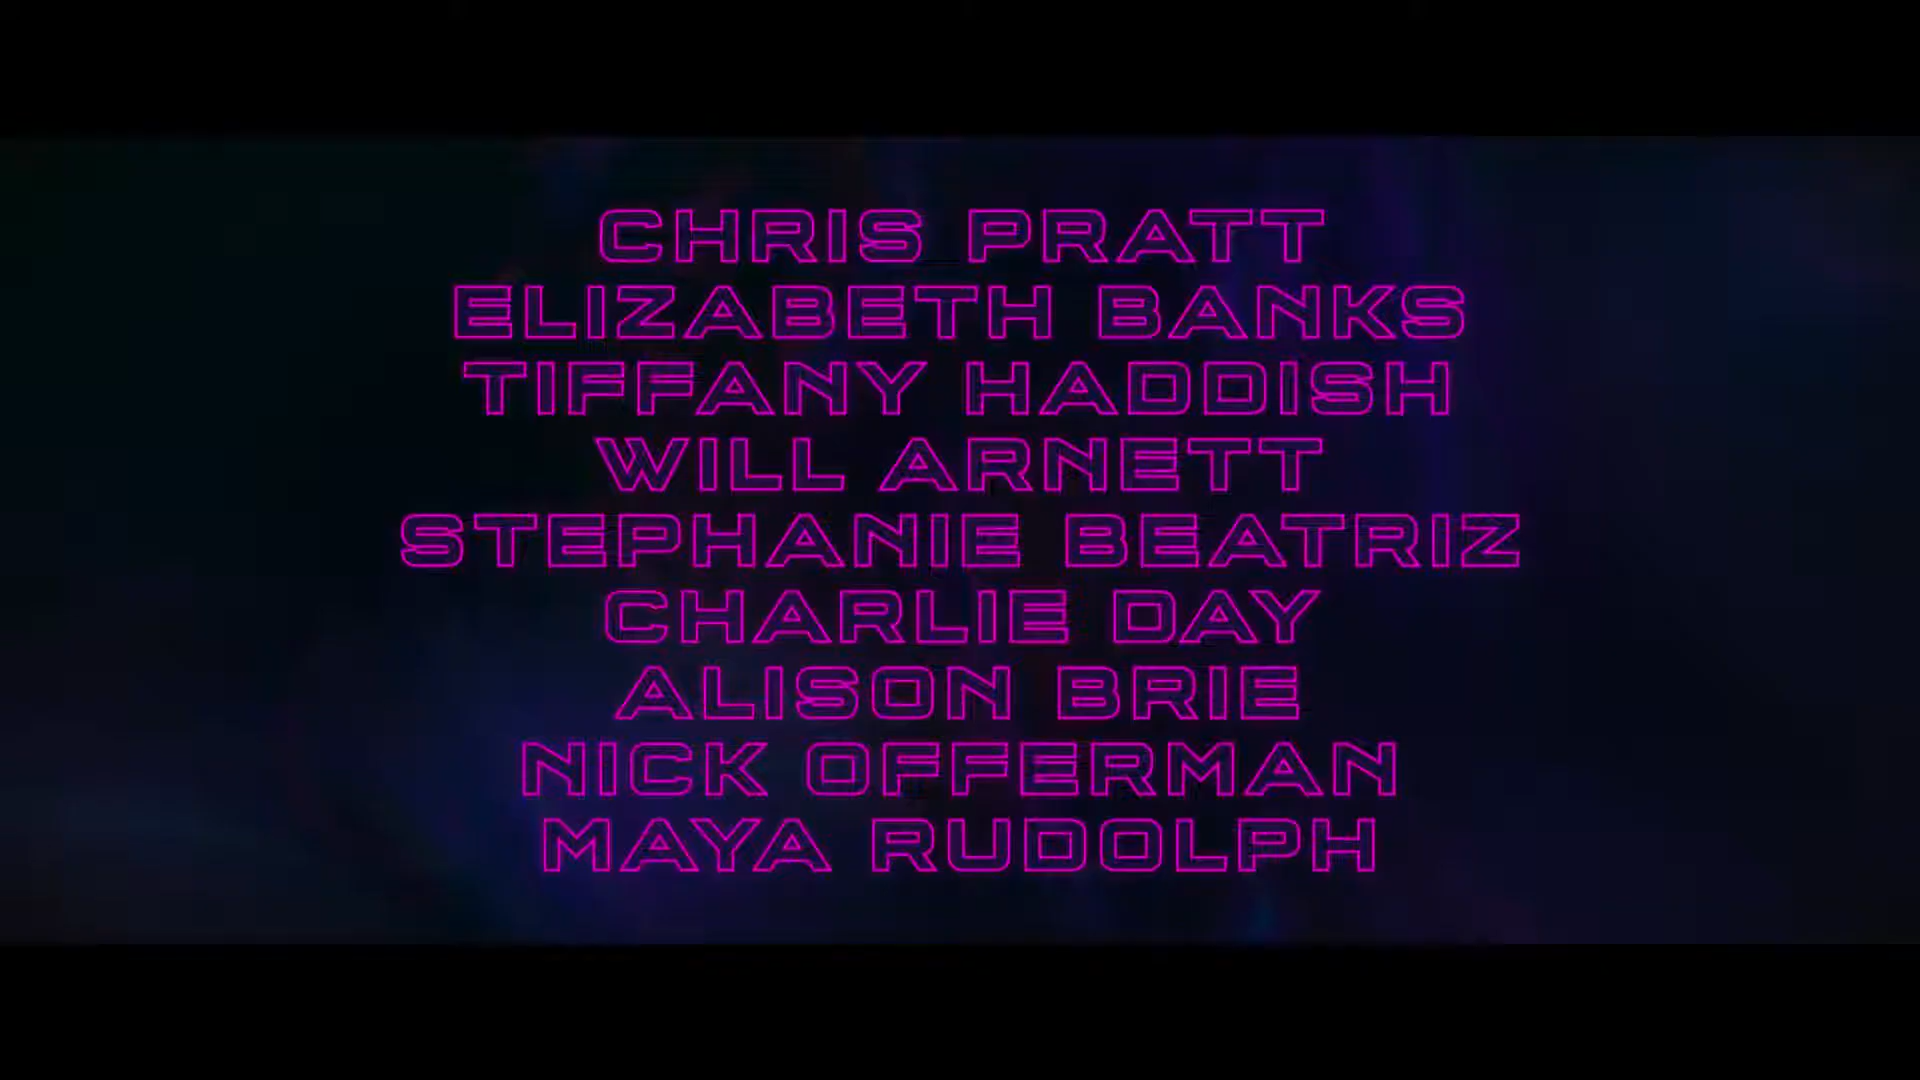 CHRIS PRATT
ELIZABETH BANKS
TIFFANY HADDISH
WILL ARNETT
STEPHANIE BEATRIZ
CHARLIE DAY
ALISON BRIE
NICK OFFERMAN
MAYA RUDOLPH